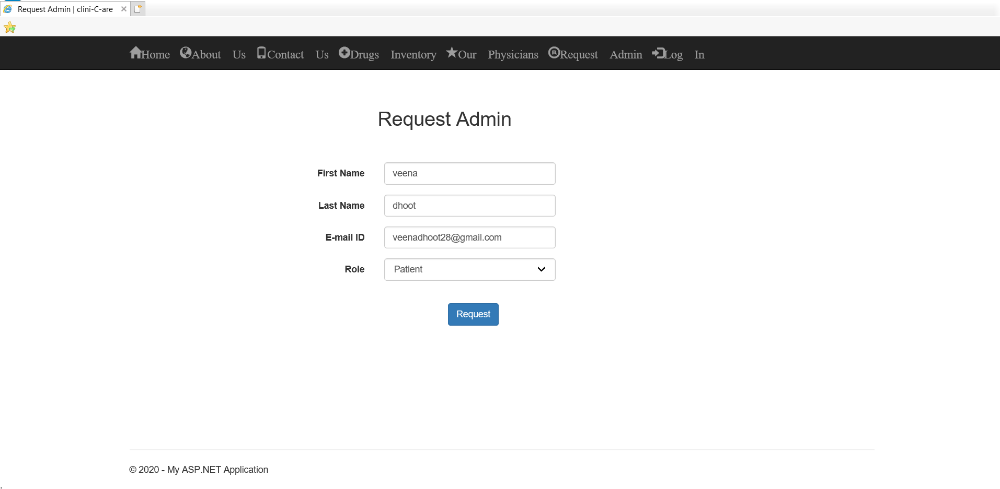 Request Admin | clini-C-are
Home About Us Contact Us Drugs Inventory Our Physicians Request Admin Log In
Request Admin
First Name veena
Last Name dhoot
E-mail ID veenadhoot28@gmail.com
Role Patient
Request
© 2020 - My ASP.NET Application
.